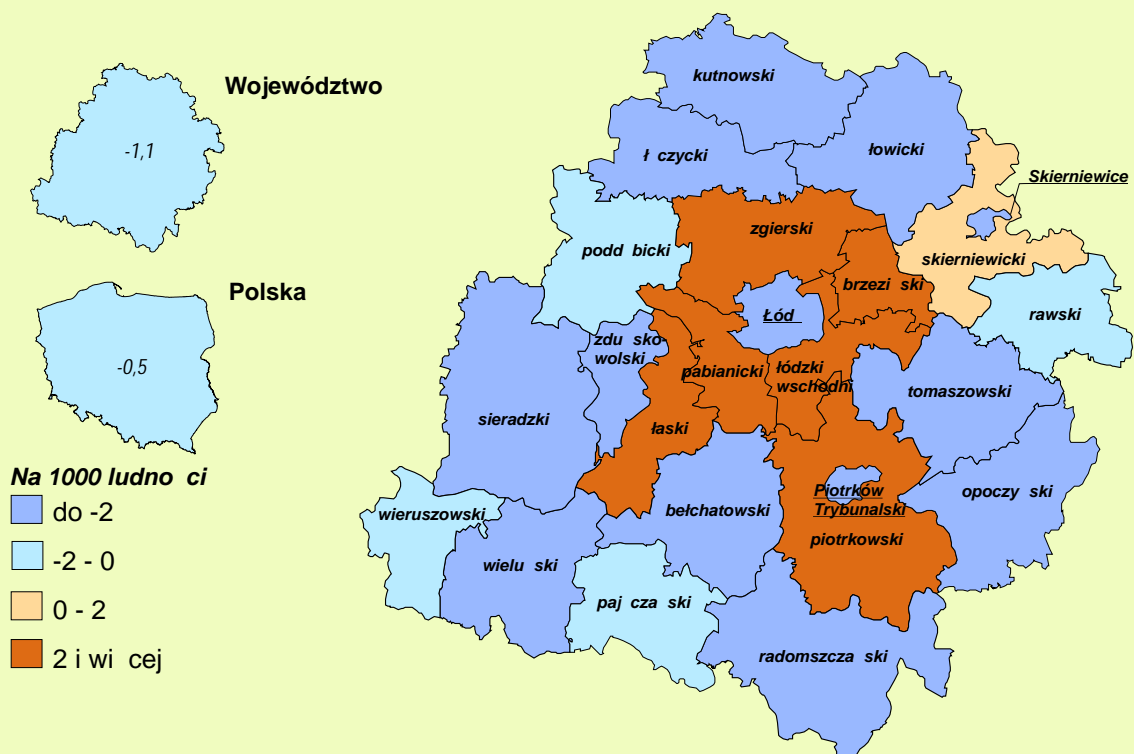 Województwo
-1,1
Polska
-0,5
Na 1000 ludno ci
do -2
-2 - 0
0 - 2
2 i wi cej
kutnowski
ł czycki
łowicki
Skierniewice
zgierski
skierniewicki
podd bicki
brzezi ski
rawski
Łód
zdu sko-
wolski
pabianicki
łódzki
wschodni
tomaszowski
sieradzki
łaski
opoczy ski
Piotrków
Trybunalski
wieruszowski
bełchatowski
piotrkowski
wielu ski
paj cza ski
radomszcza ski